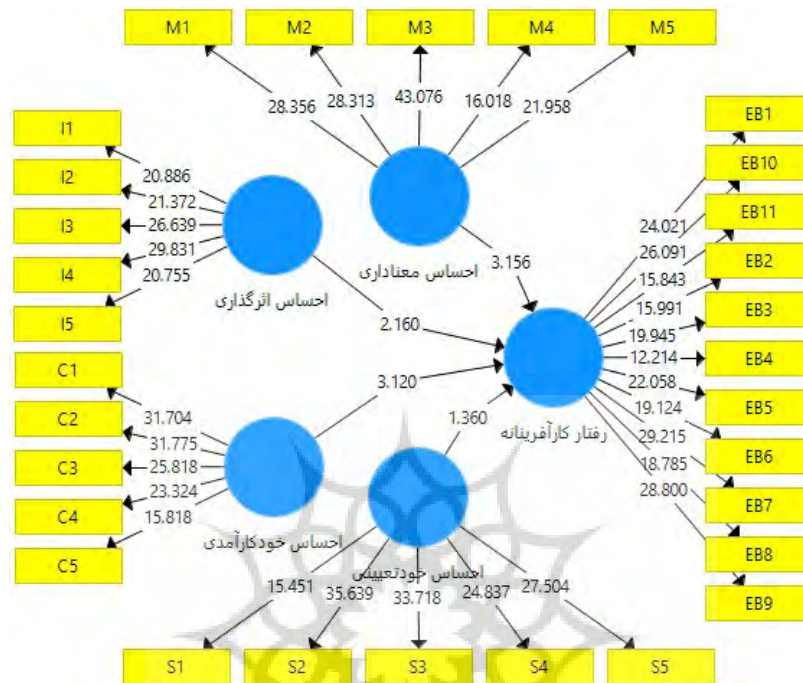 M1
M2
M3
M4
M5
28.356
28.313
43.076
16.018
21.958
I1
I2
I3
I4
I5
20.886
21.372
26.639
29.831
20.755
احساس اثرگذاری
احساس معناداری
3.156
2.160
3.120
1.360
رفتار کارآفرینانه
EB1
EB10
EB11
EB2
EB3
EB4
EB5
EB6
EB7
EB8
EB9
24.021
26.091
15.843
15.991
19.945
12.214
22.058
19.124
29.215
18.785
28.800
C1
C2
C3
C4
C5
31.704
31.775
25.818
23.324
15.818
احساس خودکارآمدی
احساس خودتعیینی
15.451
35.639
33.718
24.837
27.504
S1
S2
S3
S4
S5